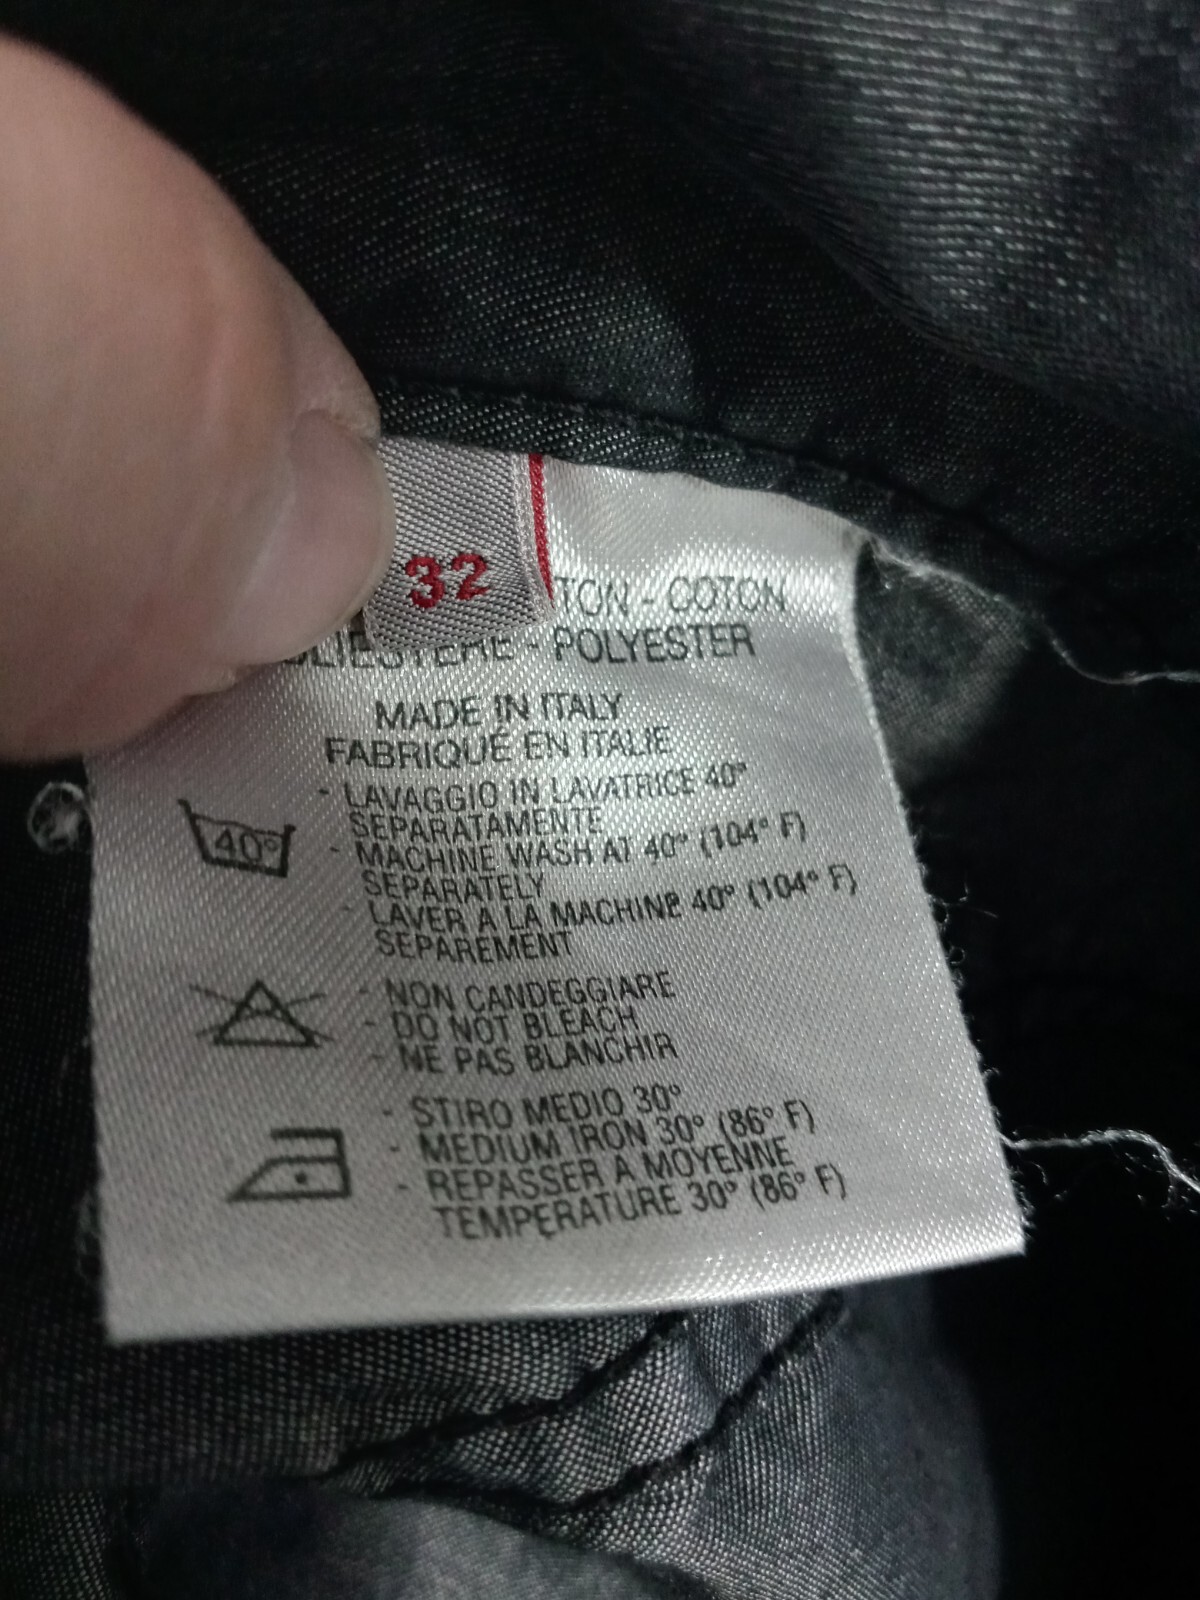 32
TON - COTON
POLIESTERE - POLYESTER
MADE IN ITALY
FABRIQUÉ EN ITALIE
- LAVAGGIO IN LAVATRICE 40°
SEPARATAMENTE
40°
- MACHINE WASH AT 40° (104° F)
SEPARATELY
- LAVER A LA MACHINE 40° (104° F)
SEPAREMENT
- NON CANDEGGIARE
- DO NOT BLEACH
- NE PAS BLANCHIR
- STIRO MEDIO 30°
- MEDIUM IRON 30° (86° F)
- REPASSER A MOYENNE
TEMPERATURE 30° (86° F)